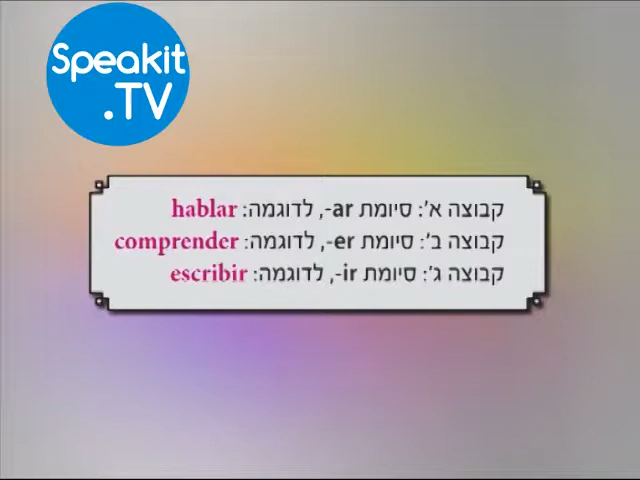 Speakit
.TV
קבוצה א': סיומת ar-, לדוגמה: hablar
קבוצה ב': סיומת er-, לדוגמה: comprender
קבוצה ג': סיומת ir-, לדוגמה: escribir